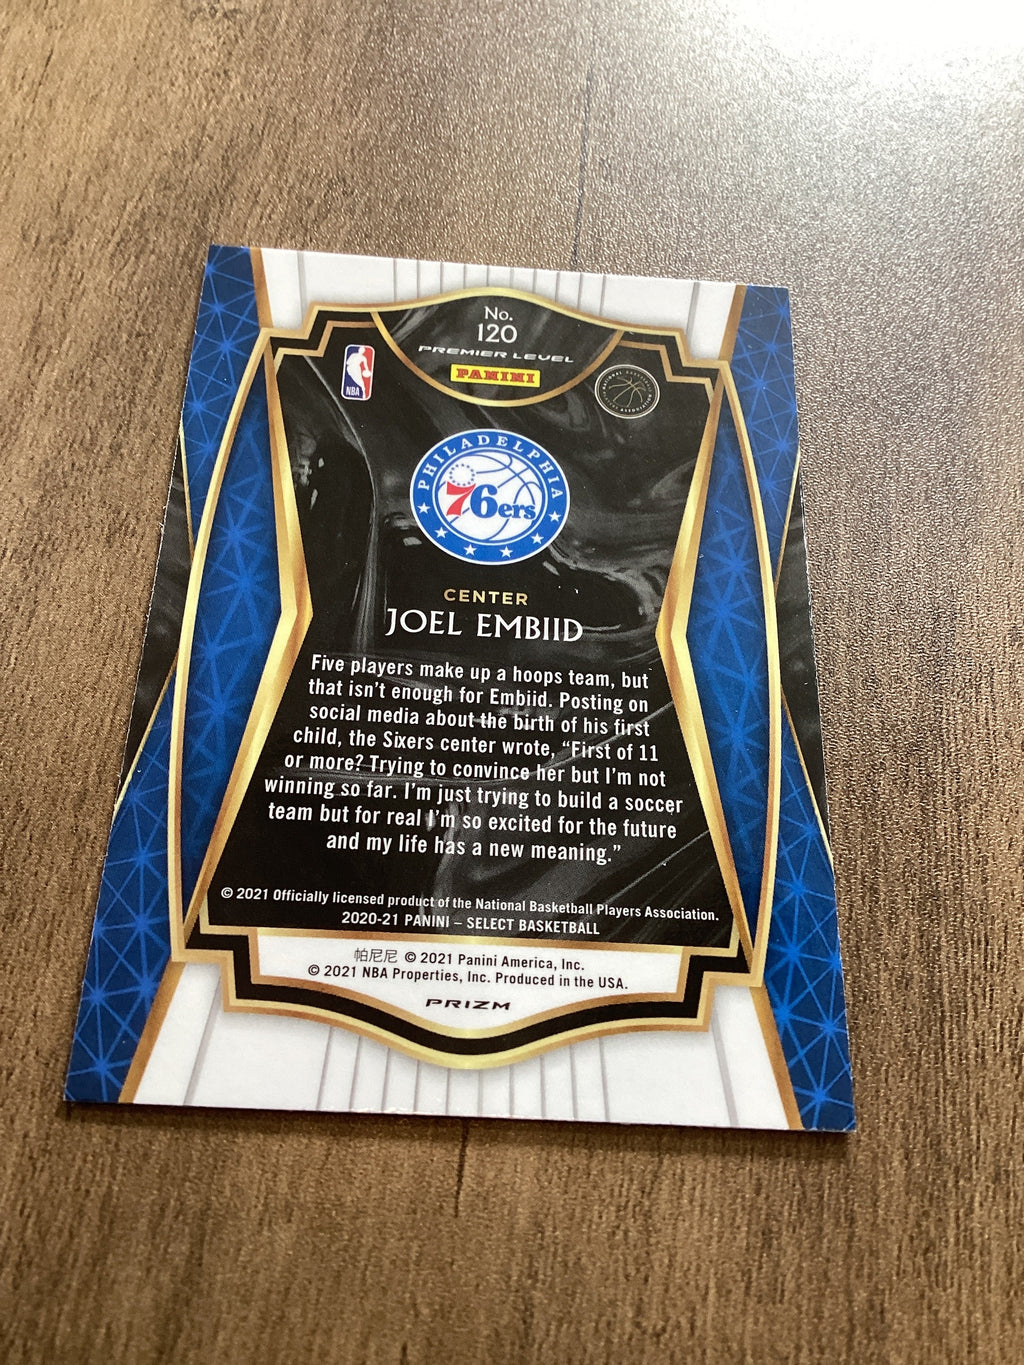 No.
120
PREMIER LEVEL
PANINI
NBA
NATIONAL BASKETBALL
PLAYERS ASSOCIATION
PHILADELPHIA
76ers
CENTER
JOEL EMBIID
Five players make up a hoops team, but
that isn’t enough for Embiid. Posting on
social media about the birth of his first
child, the Sixers center wrote, “First of 11
or more? Trying to convince her but I’m not
winning so far. I’m just trying to build a soccer
team but for real I’m so excited for the future
and my life has a new meaning.”
© 2021 Officially licensed product of the National Basketball Players Association.
2020-21 PANINI – SELECT BASKETBALL
帕尼尼 © 2021 Panini America, Inc.
© 2021 NBA Properties, Inc. Produced in the USA.
PRIZM